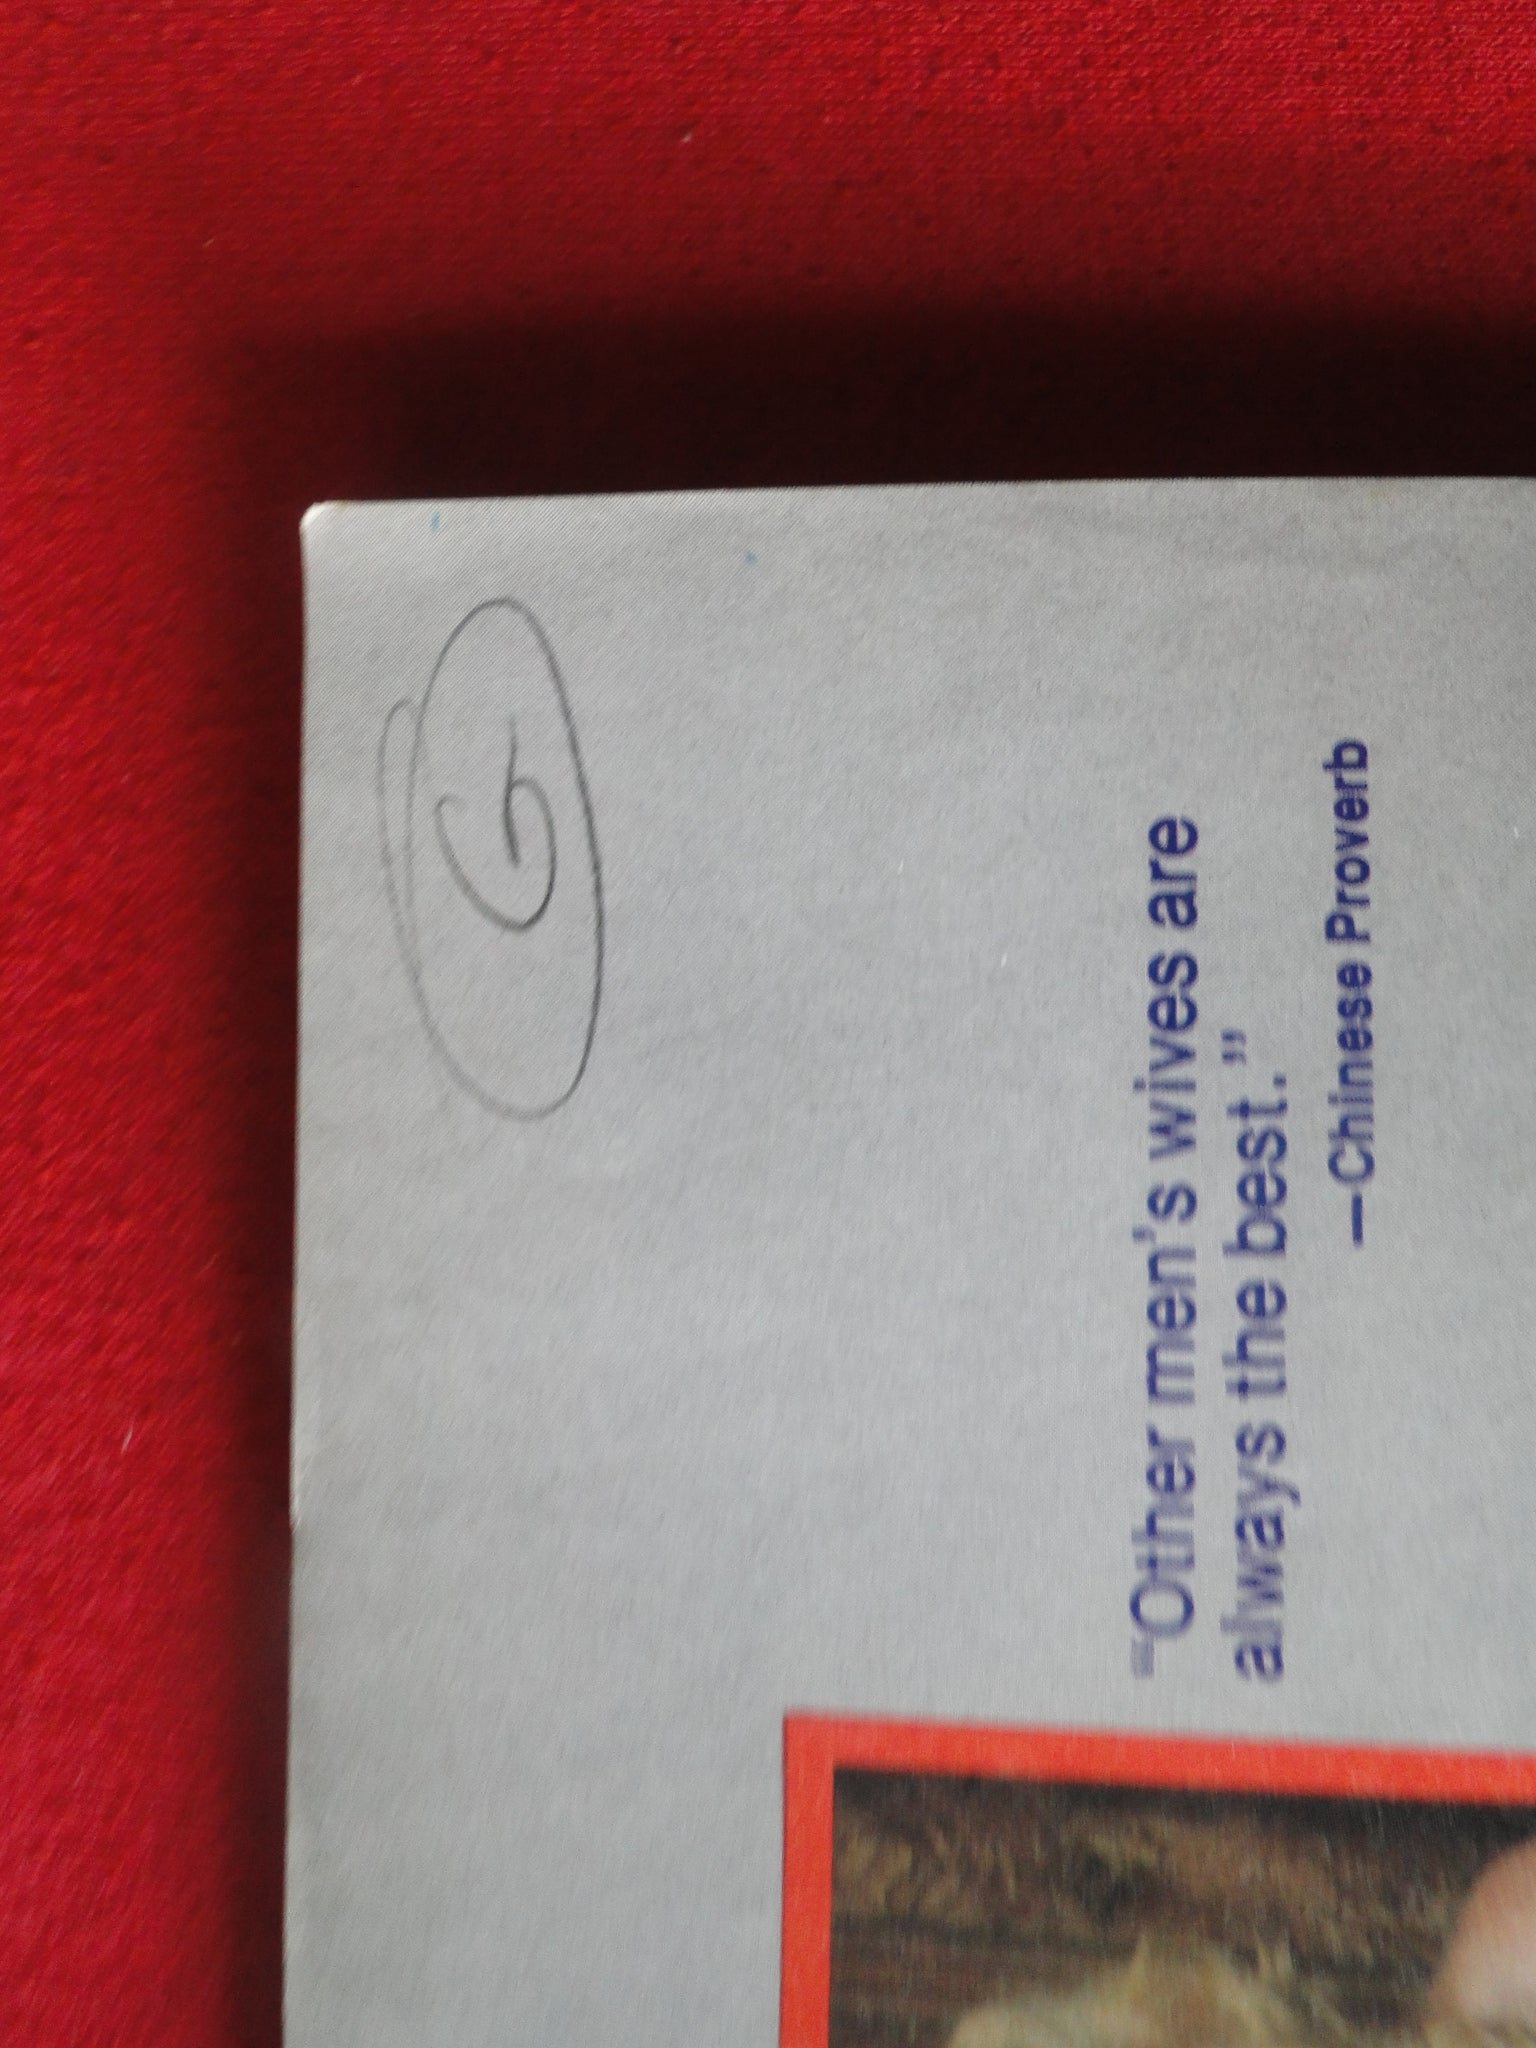 G
“Other men's wives are
always the best.”
—Chinese Proverb